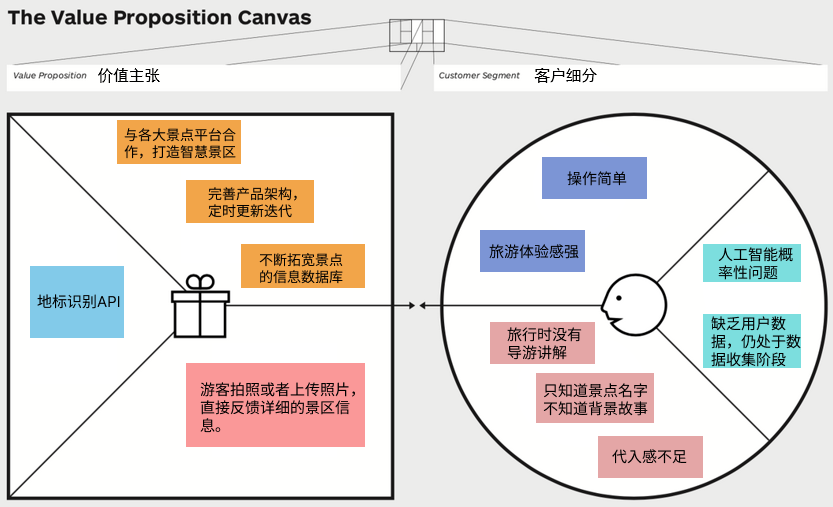 The Value Proposition Canvas
Value Proposition 价值主张
Customer Segment 客户细分
与各大景点平台合
作，打造智慧景区
完善产品架构，
定时更新迭代
不断拓宽景点
的信息数据库
地标识别API
游客拍照或者上传照片，
直接反馈详细的景区信
息。
操作简单
旅游体验感强
人工智能概
率性问题
缺乏用户数
据，仍处于数
据收集阶段
旅行时没有
导游讲解
只知道景点名字
不知道背景故事
代入感不足